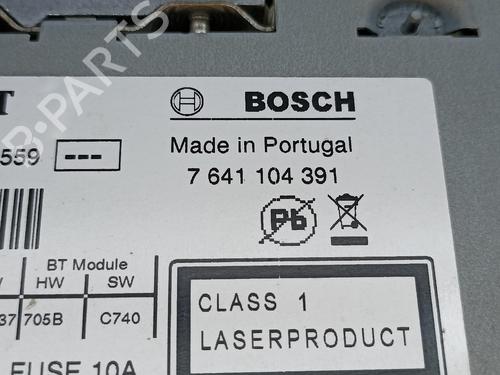 T
BOSCH
559 ---
Made in Portugal
7 641 104 391
Pb
BT Module
HW SW
37 705B C740
FUSE 10A
CLASS 1
LASERPRODUCT